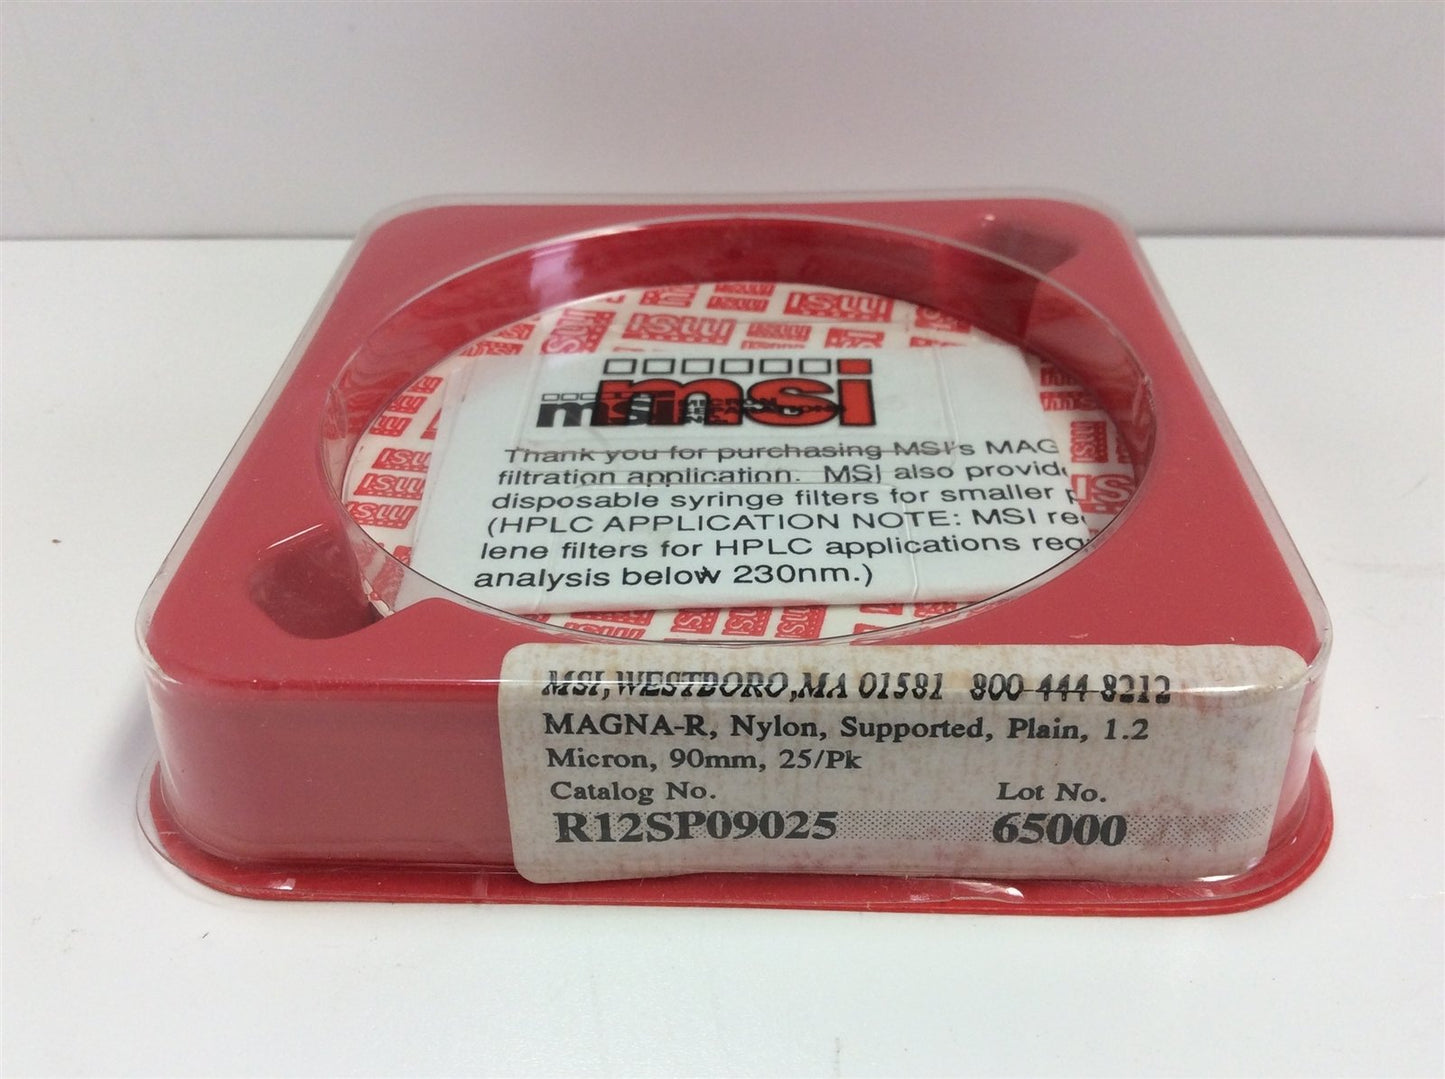 msi
msi
Thank you for purchasing MSI's MAG
filtration application. MSI also provid
disposable syringe filters for smaller p
(HPLC APPLICATION NOTE: MSI re
lene filters for HPLC applications req
analysis below 230nm.)
MSI, WESTBORO, MA 01581 800-444-8212
MAGNA-R, Nylon, Supported, Plain, 1.2
Micron, 90mm, 25/Pk
Catalog No. Lot No.
R12SP09025 65000